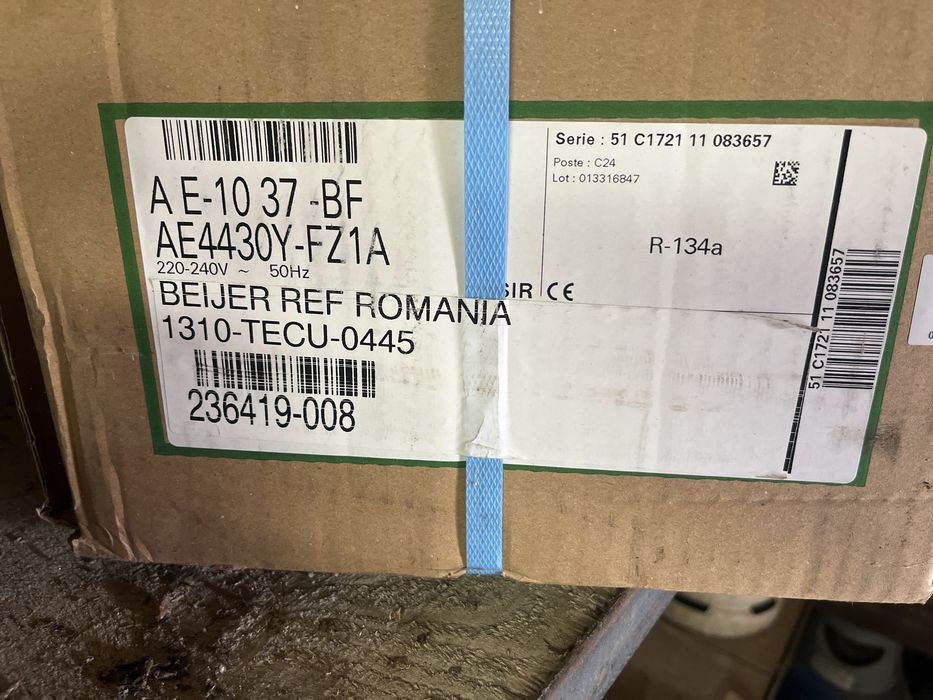 A E-10 37 -BF
AE4430Y-FZ1A
220-240V ~ 50Hz
BEIJER REF ROMANIA
1310-TECU-0445
236419-008
Serie : 51 C1721 11 083657
Poste : C24
Lot : 013316847
R-134a
CE
51 C1721 11 083657